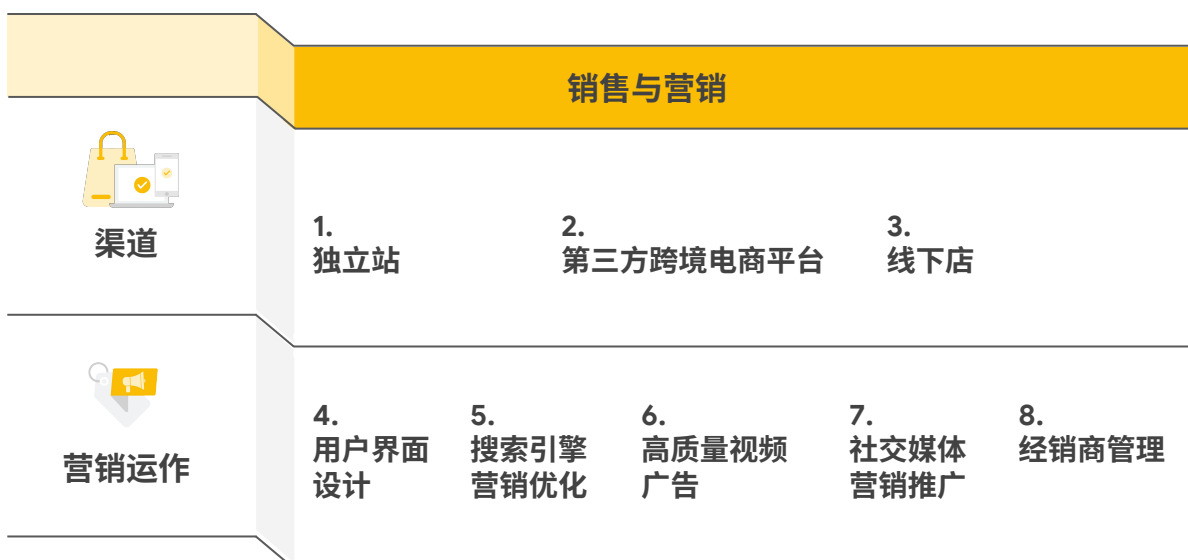 销售与营销
渠道
1.
独立站
2.
第三方跨境电商平台
3.
线下店
营销运作
4.
用户界面
设计
5.
搜索引擎
营销优化
6.
高质量视频
广告
7.
社交媒体
营销推广
8.
经销商管理